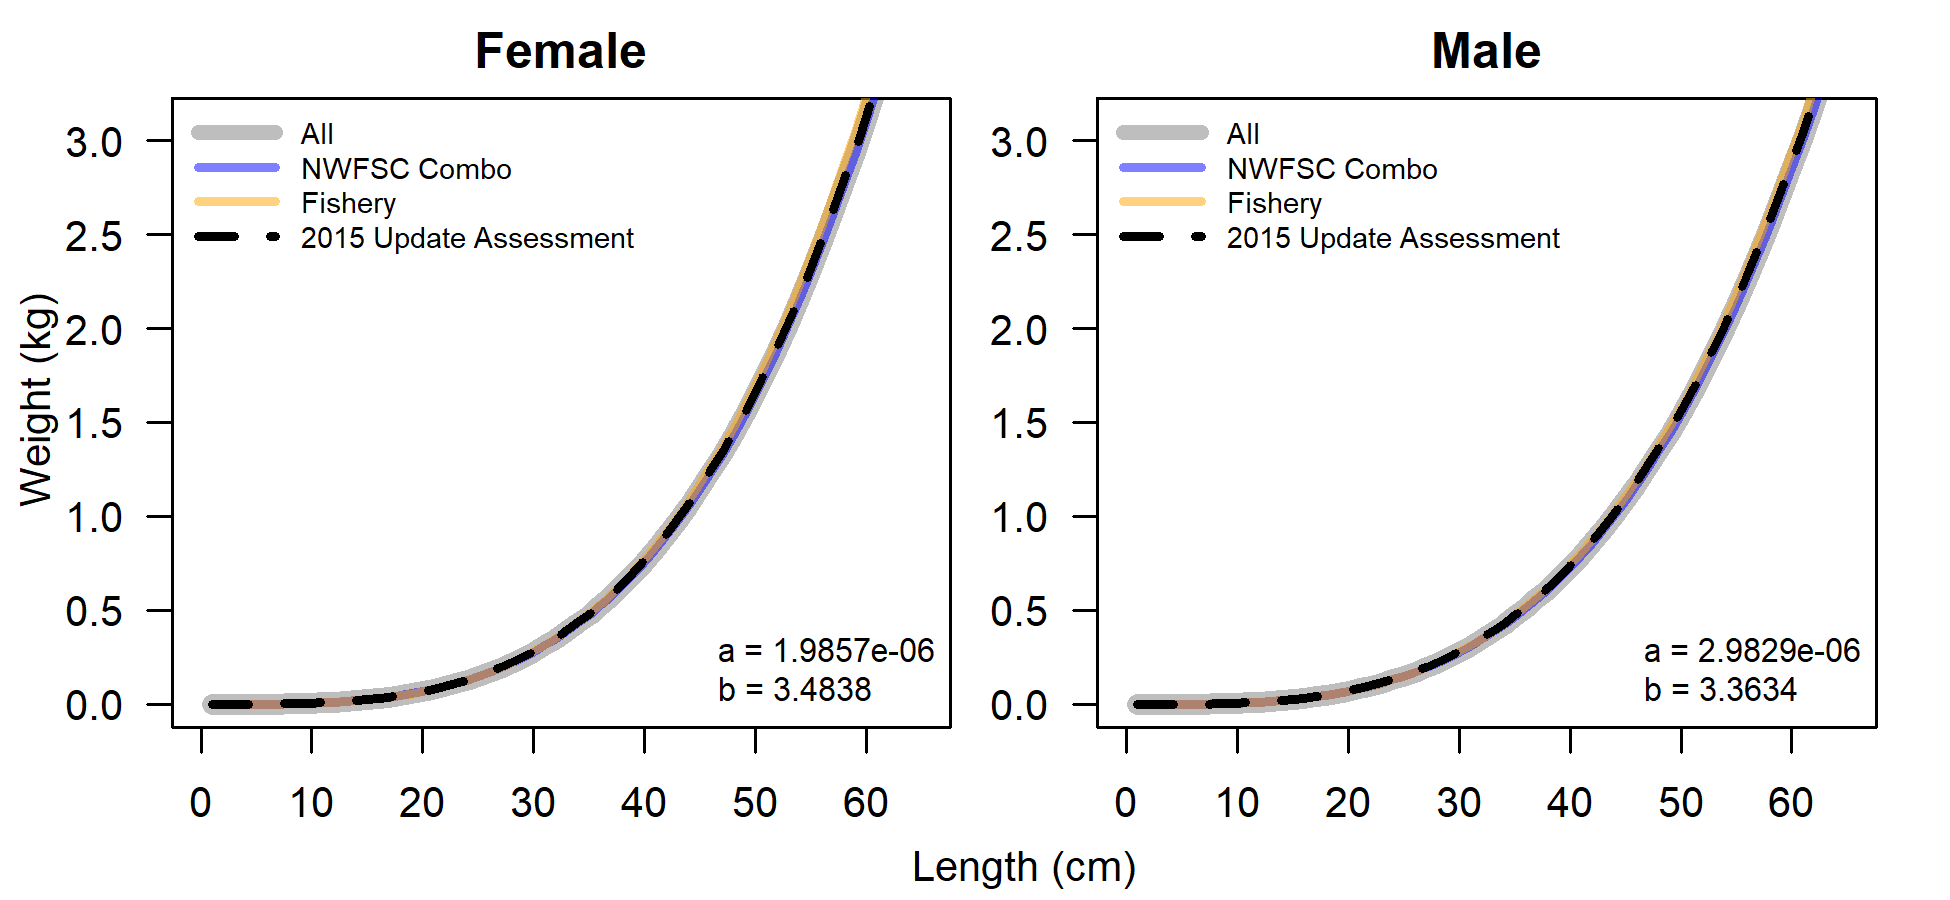 Female
Male
All
NWFSC Combo
Fishery
2015 Update Assessment
a = 1.9857e-06
b = 3.4838
3.0
2.5
2.0
1.5
1.0
0.5
0.0
0 10 20 30 40 50 60
Weight (kg)
All
NWFSC Combo
Fishery
2015 Update Assessment
a = 2.9829e-06
b = 3.3634
3.0
2.5
2.0
1.5
1.0
0.5
0.0
0 10 20 30 40 50 60
Length (cm)